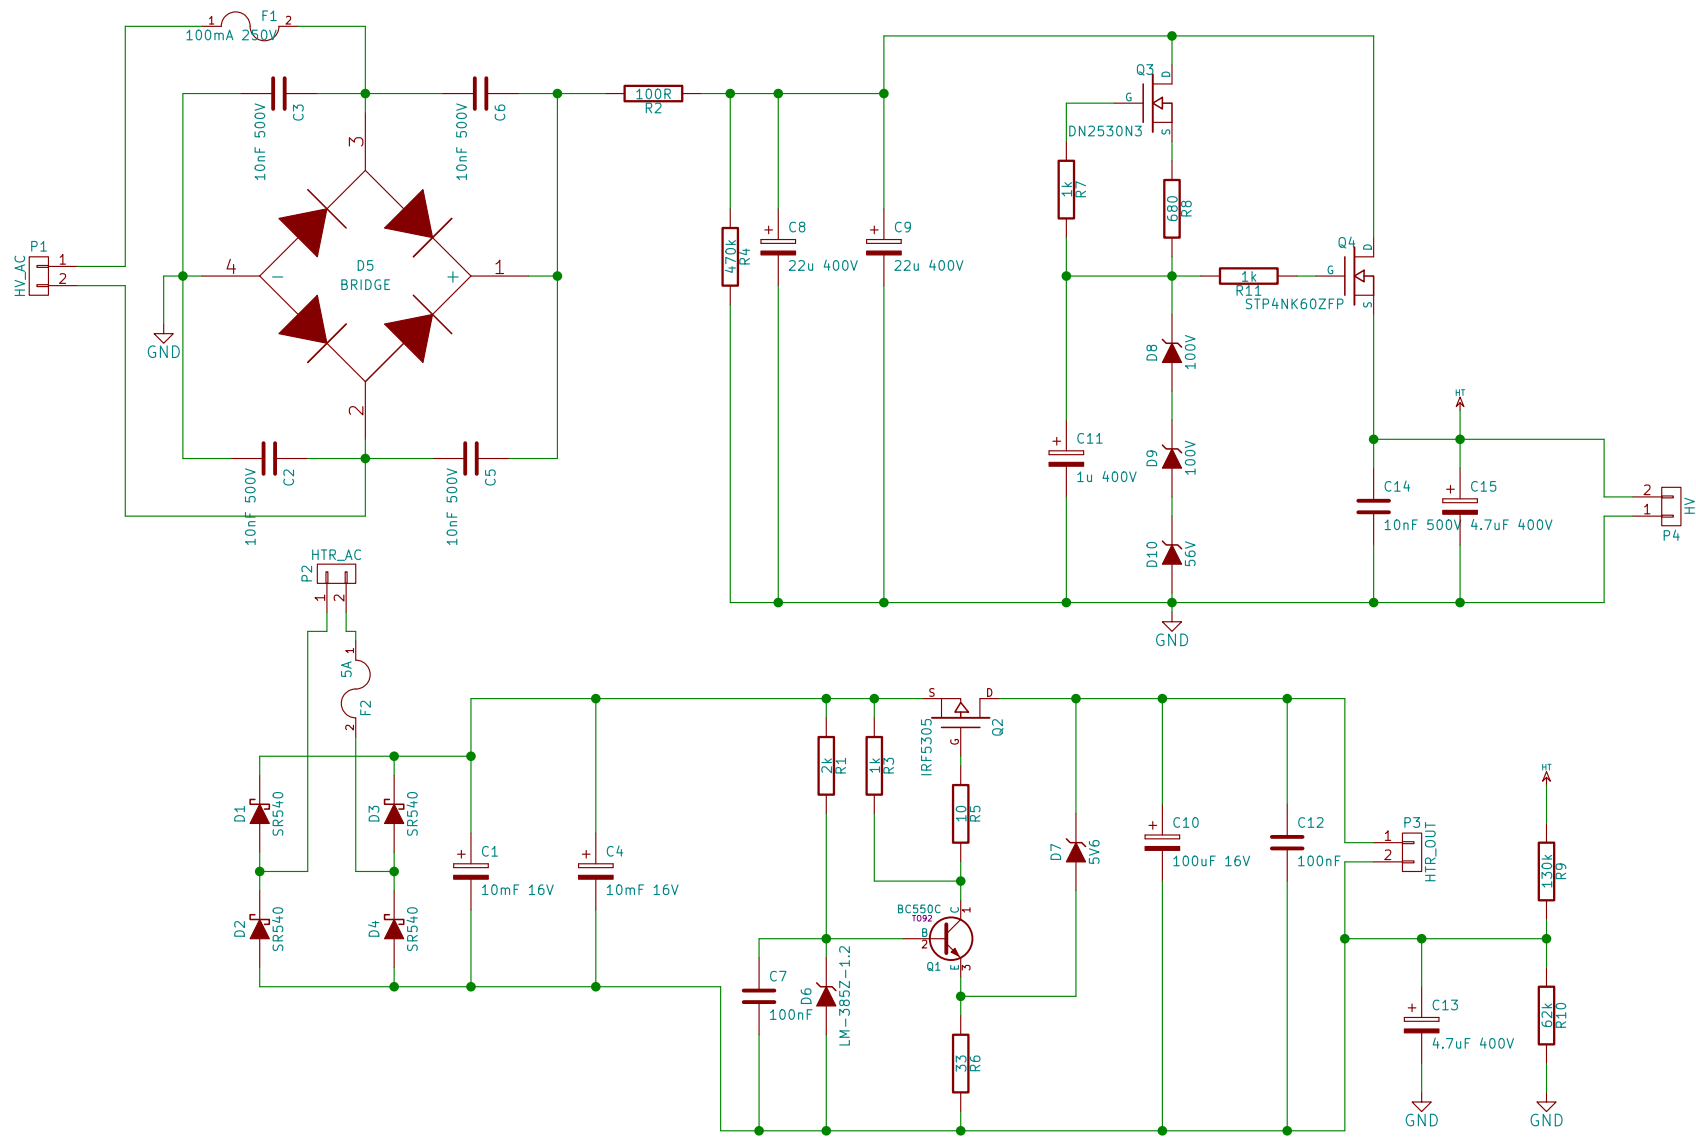 F1
1
2
100mA 250V
C3
10nF 500V
C6
10nF 500V
100R
R2
3
P1
HV_AC
1
2
4
-
D5
BRIDGE
+
1
GND
2
C2
10nF 500V
C5
10nF 500V
470k
R4
+
C8
22u 400V
+
C9
22u 400V
Q3
D
G
S
DN2530N3
1k
R7
680
R8
1k
R11
Q4
D
G
S
STP4NK60ZFP
D8
100V
D9
100V
D10
56V
+
C11
1u 400V
GND
HT
C14
10nF 500V
+
C15
4.7uF 400V
2
1
HV
P4
HTR_AC
P2
1
2
1
5A
F2
2
D1
SR540
D3
SR540
D2
SR540
D4
SR540
+
C1
10mF 16V
+
C4
10mF 16V
2k
R1
1k
R3
S
D
G
IRF5305
Q2
10
R5
BC550C
TO92
C
1
B
2
Q1
E
3
C7
100nF
D6
LM-385Z-1.2
33
R6
D7
5V6
+
C10
100uF 16V
C12
100nF
P3
1
2
HTR_OUT
HT
130k
R9
62k
R10
+
C13
4.7uF 400V
GND
GND